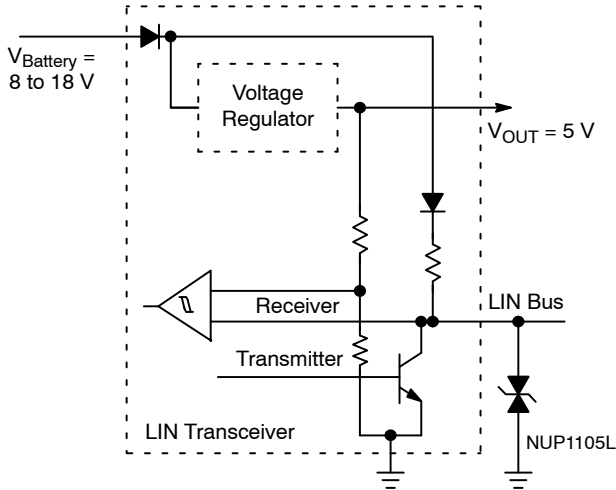 V_Battery =
8 to 18 V
Voltage
Regulator
V_OUT = 5 V
Receiver
LIN Bus
Transmitter
LIN Transceiver
NUP1105L